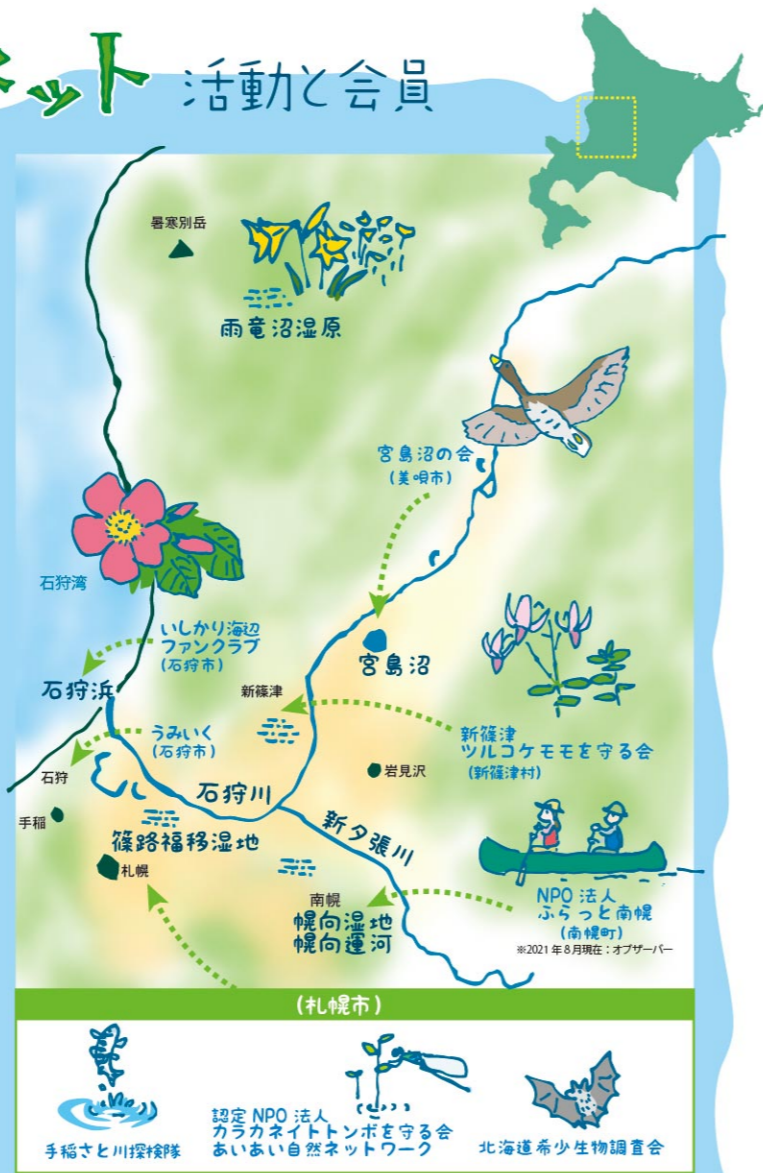 ネット 活動と会員
暑寒別岳
雨竜沼湿原
宮島沼の会
(美唄市)
石狩湾
いしかり海辺
ファンクラブ
(石狩市)
石狩浜
宮島沼
新篠津
うみいく
(石狩市)
新篠津
ツルコケモモを守る会
(新篠津村)
石狩
岩見沢
石狩川
手稲
篠路福移湿地
新夕張川
札幌
南幌
幌向湿地
幌向運河
NPO 法人
ふらっと南幌
(南幌町)
※2021年8月現在：オブザーバー
(札幌市)
手稲さと川探検隊
認定 NPO 法人
カラカネイトトンボを守る会
あいあい自然ネットワーク
北海道希少生物調査会